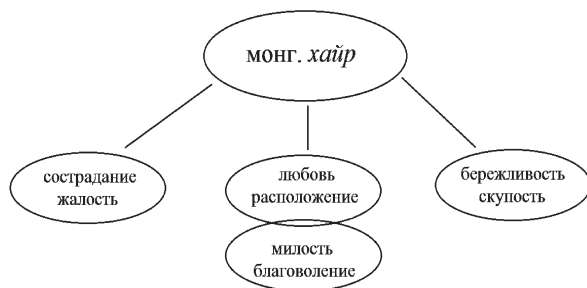 монг. хайр
сострадание
жалость
любовь
расположение
бережливость
скупость
милость
благоволение